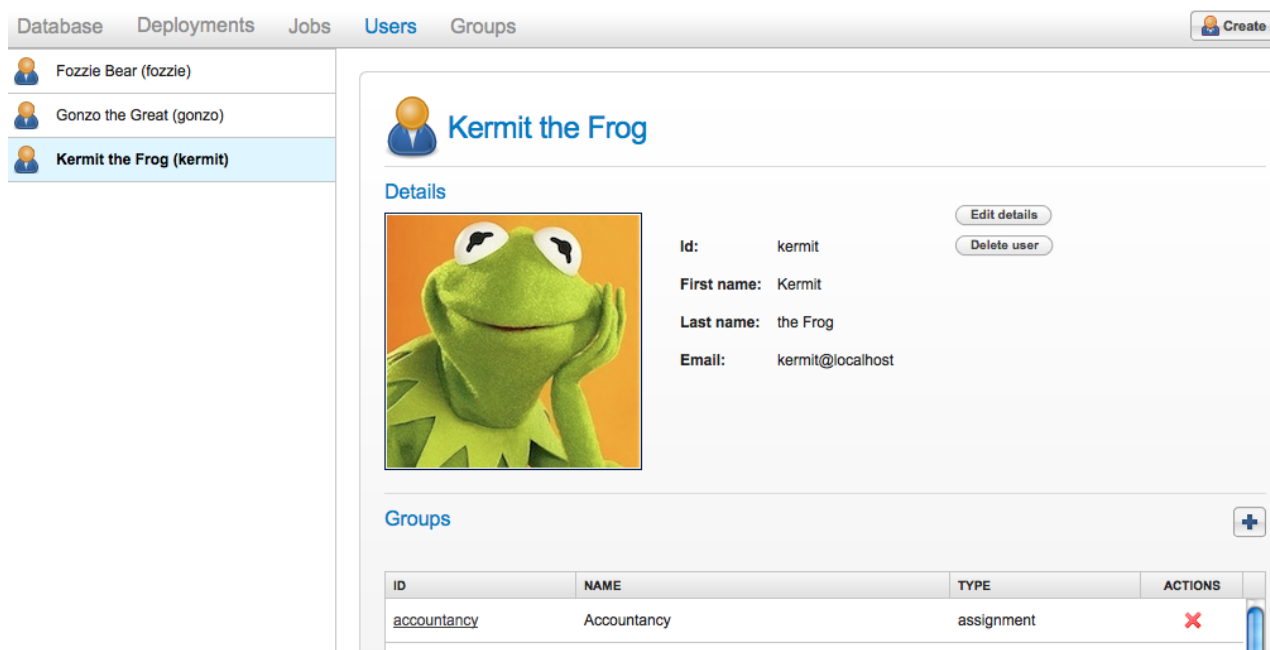 Database Deployments Jobs Users Groups Create
Fozzie Bear (fozzie)
Gonzo the Great (gonzo)
Kermit the Frog (kermit)
Kermit the Frog
Details
Edit details
Delete user
Id: kermit
First name: Kermit
Last name: the Frog
Email: kermit@localhost
Groups
ID NAME TYPE ACTIONS
accountancy Accountancy assignment